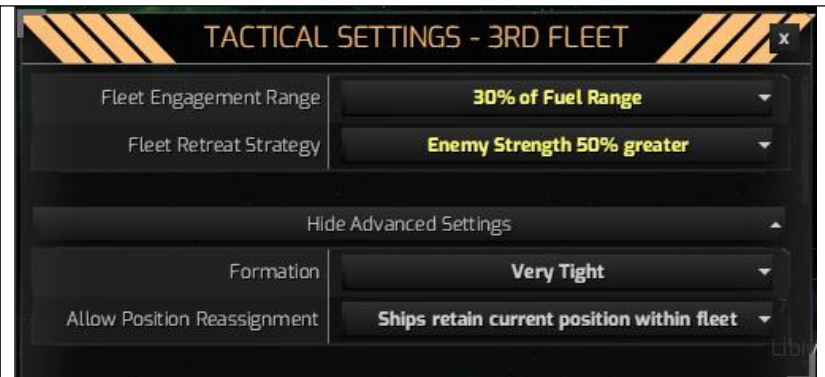 TACTICAL SETTINGS - 3RD FLEET x
Fleet Engagement Range 30% of Fuel Range
Fleet Retreat Strategy Enemy Strength 50% greater
Hide Advanced Settings
Formation Very Tight
Allow Position Reassignment Ships retain current position within fleet